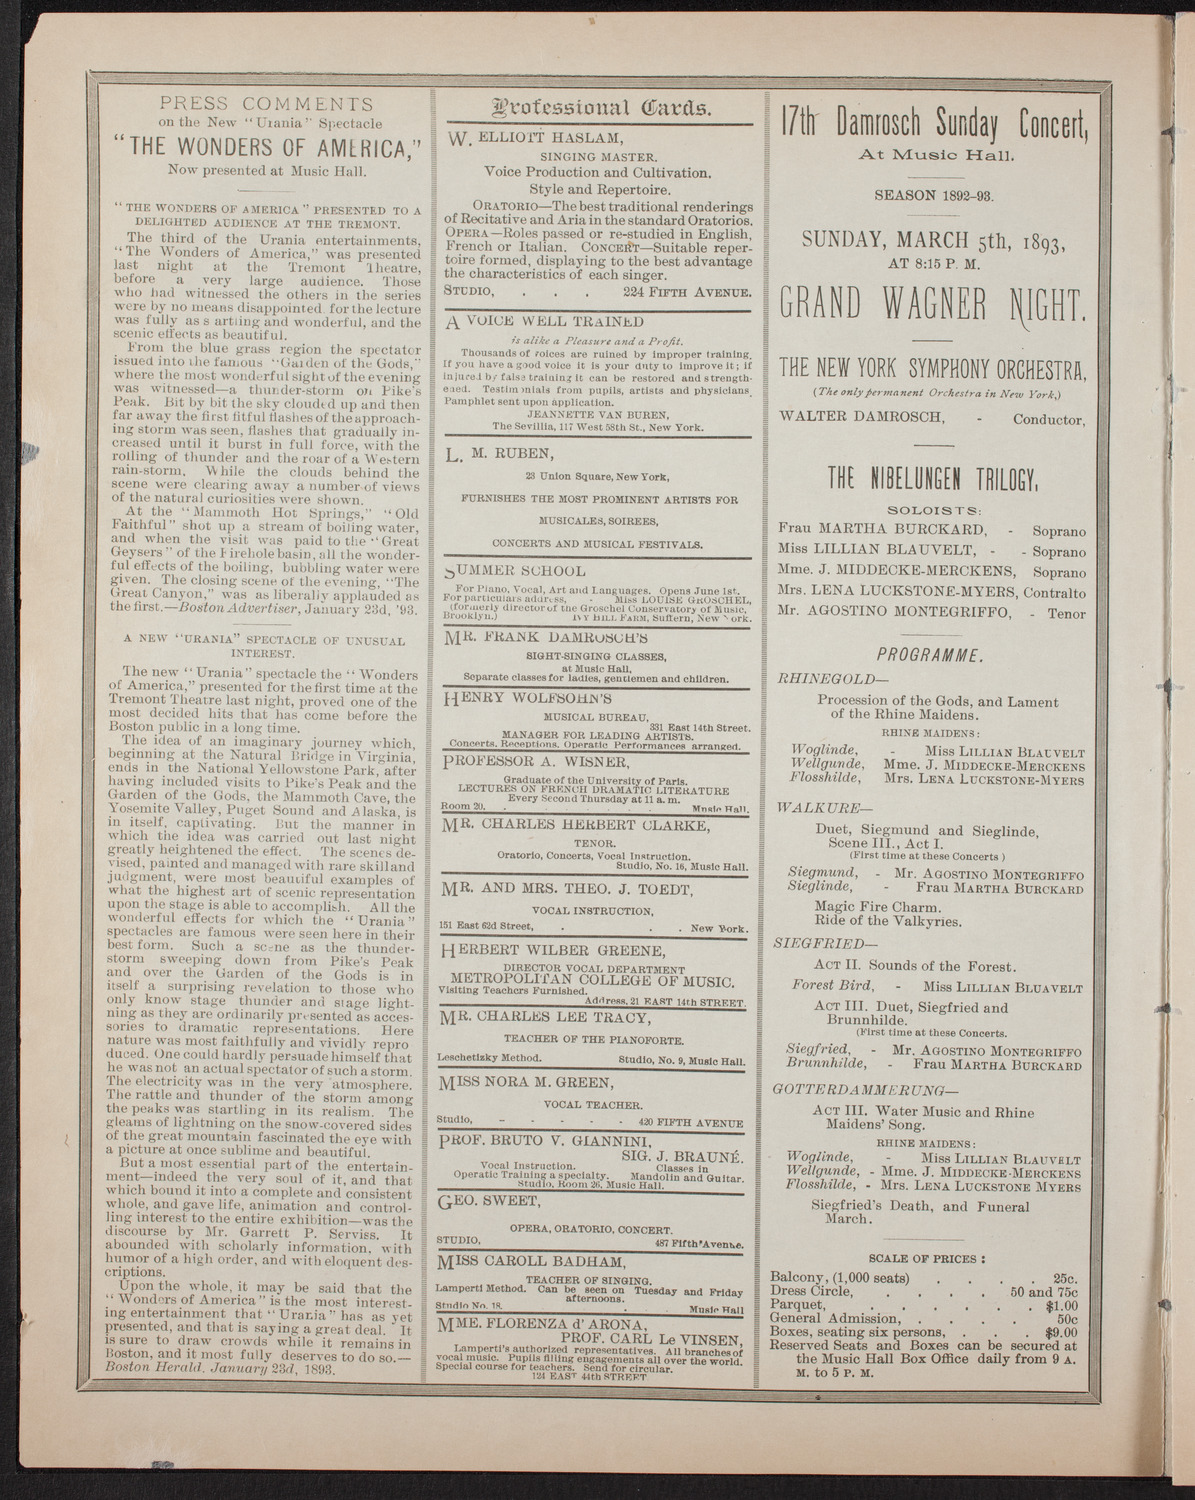 PRESS COMMENTS
on the New "Urania" Spectacle
"THE WONDERS OF AMERICA,"
Now presented at Music Hall.
"THE WONDERS OF AMERICA" PRESENTED TO A
DELIGHTED AUDIENCE AT THE TREMONT.
The third of the Urania entertainments,
"The Wonders of America," was presented
last night at the Tremont Theatre,
before a very large audience. Those
who had witnessed the others in the series
were by no means disappointed, for the lecture
was fully as s artling and wonderful, and the
scenic effects as beautiful.
From the blue grass region the spectator
issued into the famous "Garden of the Gods,"
where the most wonderful sight of the evening
was witnessed—a thunder-storm on Pike's
Peak. Bit by bit the sky clouded up and then
far away the first fitful flashes of the approach-
ing storm was seen, flashes that gradually in-
creased until it burst in full force, with the
rolling of thunder and the roar of a Western
rain-storm. While the clouds behind the
scene were clearing away a number of views
of the natural curiosities were shown.
At the "Mammoth Hot Springs," "Old
Faithful" shot up a stream of boiling water,
and when the visit was paid to the "Great
Geysers" of the Firehole basin, all the wonder-
ful effects of the boiling, bubbling water were
given. The closing scene of the evening, "The
Great Canyon," was as liberally applauded as
the first.—Boston Advertiser, January 23d, '93.
A NEW "URANIA" SPECTACLE OF UNUSUAL
INTEREST.
The new "Urania" spectacle the "Wonders
of America," presented for the first time at the
Tremont Theatre last night, proved one of the
most decided hits that has come before the
Boston public in a long time.
The idea of an imaginary journey which,
beginning at the Natural Bridge in Virginia,
ends in the National Yellowstone Park, after
having included visits to Pike's Peak and the
Garden of the Gods, the Mammoth Cave, the
Yosemite Valley, Puget Sound and Alaska, is
in itself, captivating. But the manner in
which the idea was carried out last night
greatly heightened the effect. The scenes de-
vised, painted and managed with rare skill and
judgment, were most beautiful examples of
what the highest art of scenic representation
upon the stage is able to accomplish. All the
wonderful effects for which the "Urania"
spectacles are famous were seen here in their
best form. Such a scene as the thunder-
storm sweeping down from Pike's Peak
and over the Garden of the Gods is in
itself a surprising revelation to those who
only know stage thunder and stage light-
ning as they are ordinarily presented as acces-
sories to dramatic representations. Here
nature was most faithfully and vividly repro
duced. One could hardly persuade himself that
he was not an actual spectator of such a storm.
The electricity was in the very atmosphere.
The rattle and thunder of the storm among
the peaks was startling in its realism. The
gleams of lightning on the snow-covered sides
of the great mountain fascinated the eye with
a picture at once sublime and beautiful.
But a most essential part of the entertain-
ment—indeed the very soul of it, and that
which bound it into a complete and consistent
whole, and gave life, animation and control-
ling interest to the entire exhibition—was the
discourse by Mr. Garrett P. Serviss. It
abounded with scholarly information, with
humor of a high order, and with eloquent des-
criptions.
Upon the whole, it may be said that the
"Wonders of America" is the most interest-
ing entertainment that "Urania" has as yet
presented, and that is saying a great deal. It
is sure to draw crowds while it remains in
Boston, and it most fully deserves to do so.—
Boston Herald, January 23d, 1893.
Professional Cards.
W. ELLIOTT HASLAM,
SINGING MASTER.
Voice Production and Cultivation.
Style and Repertoire.
ORATORIO—The best traditional renderings
of Recitative and Aria in the standard Oratorios.
OPERA—Roles passed or re-studied in English,
French or Italian. CONCERT—Suitable reper-
toire formed, displaying to the best advantage
the characteristics of each singer.
STUDIO, . . . 224 FIFTH AVENUE.
A VOICE WELL TRAINED
is alike a Pleasure and a Profit.
Thousands of voices are ruined by improper training.
If you have a good voice it is your duty to improve it; if
injured by false training it can be restored and strength-
ened. Testim nials from pupils, artists and physicians.
Pamphlet sent upon application.
JEANNETTE VAN BUREN,
The Sevillia, 117 West 58th St., New York.
L. M. RUBEN,
23 Union Square, New York,
FURNISHES THE MOST PROMINENT ARTISTS FOR
MUSICALES, SOIREES,
CONCERTS AND MUSICAL FESTIVALS.
SUMMER SCHOOL
For Piano, Vocal, Art and Languages. Opens June 1st.
For particulars address, - Miss LOUISE GROSCHEL,
(formerly director of the Groschel Conservatory of Music,
Brooklyn.) IVY HILL FARM, Suffern, New York.
MR. FRANK DAMROSCH'S
SIGHT-SINGING CLASSES,
at Music Hall,
Separate classes for ladies, gentlemen and children.
HENRY WOLFSOHN'S
MUSICAL BUREAU,
331 East 14th Street.
MANAGER FOR LEADING ARTISTS.
Concerts, Receptions, Operatic Performances arranged.
PROFESSOR A. WISNER,
Graduate of the University of Paris.
LECTURES ON FRENCH DRAMATIC LITERATURE
Every Second Thursday at 11 a. m.
Room 20. . . . . . . Music Hall.
MR. CHARLES HERBERT CLARKE,
TENOR.
Oratorio, Concerts, Vocal Instruction.
Studio, No. 16, Music Hall.
MR. AND MRS. THEO. J. TOEDT,
VOCAL INSTRUCTION,
151 East 62d Street, . . . New York.
HERBERT WILBER GREENE,
DIRECTOR VOCAL DEPARTMENT
METROPOLITAN COLLEGE OF MUSIC.
Visiting Teachers Furnished.
Address, 21 EAST 14th STREET.
MR. CHARLES LEE TRACY,
TEACHER OF THE PIANOFORTE.
Leschetizky Method. Studio, No. 9, Music Hall.
MISS NORA M. GREEN,
VOCAL TEACHER.
Studio, - - - - - 420 FIFTH AVENUE
PROF. BRUTO V. GIANNINI,
SIG. J. BRAUNÉ.
Vocal Instruction. Classes in
Operatic Training a specialty. Mandolin and Guitar.
Studio, Room 26, Music Hall.
GEO. SWEET,
OPERA, ORATORIO, CONCERT.
STUDIO, 487 Fifth Avenue.
MISS CAROLL BADHAM,
TEACHER OF SINGING.
Lamperti Method. Can be seen on Tuesday and Friday
afternoons.
Studio No. 18. . . Music Hall
MME. FLORENZA d' ARONA,
PROF. CARL Le VINSEN,
Lamperti's authorized representatives. All branches of
vocal music. Pupils filling engagements all over the world.
Special course for teachers. Send for circular.
124 EAST 44th STREET
17th Damrosch Sunday Concert,
At Music Hall.
SEASON 1892-93.
SUNDAY, MARCH 5th, 1893,
AT 8:15 P. M.
GRAND WAGNER NIGHT.
THE NEW YORK SYMPHONY ORCHESTRA,
(The only permanent Orchestra in New York,)
WALTER DAMROSCH, - Conductor,
THE NIBELUNGEN TRILOGY,
SOLOISTS:
Frau MARTHA BURCKARD, - Soprano
Miss LILLIAN BLAUVELT, - - Soprano
Mme. J. MIDDECKE-MERCKENS, Soprano
Mrs. LENA LUCKSTONE-MYERS, Contralto
Mr. AGOSTINO MONTEGRIFFO, - Tenor
PROGRAMME.
RHINEGOLD—
Procession of the Gods, and Lament
of the Rhine Maidens.
RHINE MAIDENS:
Woglinde, - Miss LILLIAN BLAUVELT
Wellgunde, Mme. J. MIDDECKE-MERCKENS
Flosshilde, Mrs. LENA LUCKSTONE-MYERS
WALKURE—
Duet, Siegmund and Sieglinde,
Scene III., Act I.
(First time at these Concerts )
Siegmund, - Mr. AGOSTINO MONTEGRIFFO
Sieglinde, - Frau MARTHA BURCKARD
Magic Fire Charm.
Ride of the Valkyries.
SIEGFRIED—
ACT II. Sounds of the Forest.
Forest Bird, - Miss LILLIAN BLUAVELT
ACT III. Duet, Siegfried and
Brunnhilde.
(First time at these Concerts.
Siegfried, - Mr. AGOSTINO MONTEGRIFFO
Brunnhilde, - Frau MARTHA BURCKARD
GOTTERDAMMERUNG—
ACT III. Water Music and Rhine
Maidens' Song.
RHINE MAIDENS:
Woglinde, - Miss LILLIAN BLAUVELT
Wellgunde, - Mme. J. MIDDECKE-MERCKENS
Flosshilde, - Mrs. LENA LUCKSTONE MYERS
Siegfried's Death, and Funeral
March.
SCALE OF PRICES:
Balcony, (1,000 seats) . . . . 25c.
Dress Circle, . . . . 50 and 75c
Parquet, . . . . . . $1.00
General Admission, . . . . 50c
Boxes, seating six persons, . . . $9.00
Reserved Seats and Boxes can be secured at
the Music Hall Box Office daily from 9 A.
M. to 5 P. M.